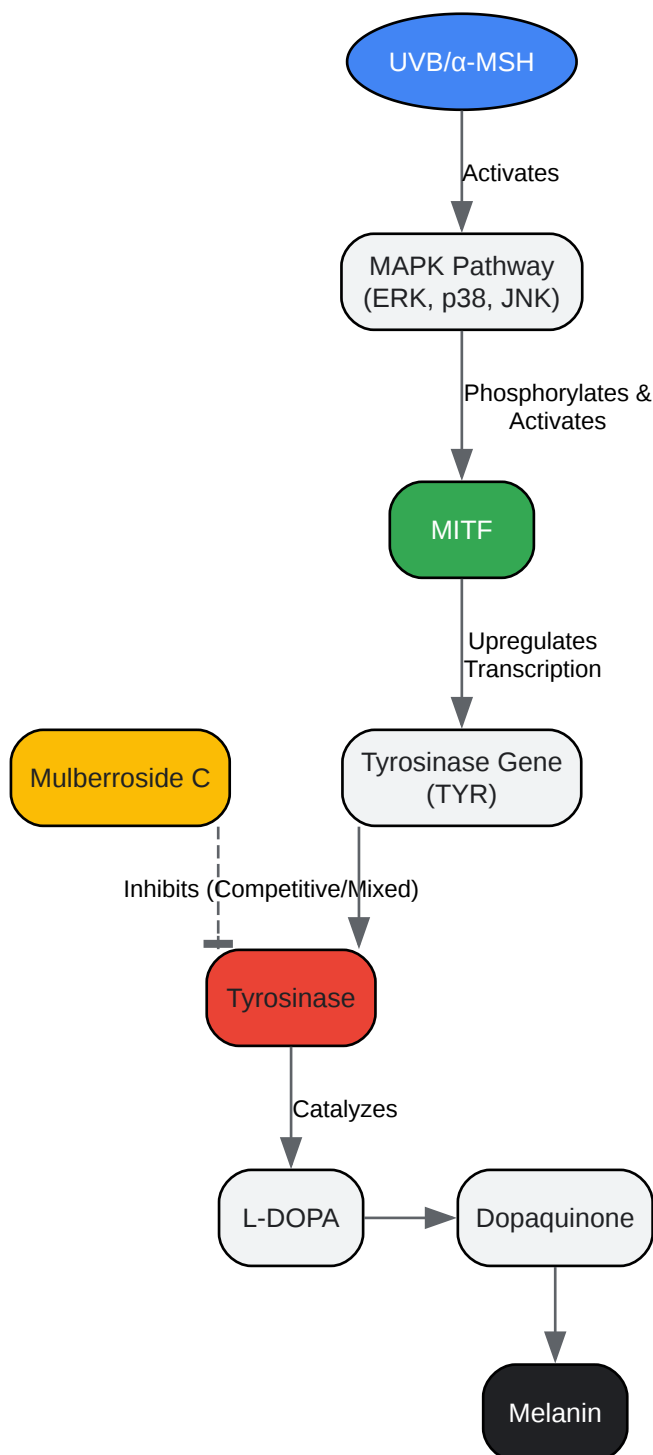 UVB/α-MSH
Activates
MAPK Pathway
(ERK, p38, JNK)
Phosphorylates &
Activates
MITF
Upregulates
Transcription
Mulberroside C
Tyrosinase Gene
(TYR)
Inhibits (Competitive/Mixed)
Tyrosinase
Catalyzes
L-DOPA
Dopaquinone
Melanin